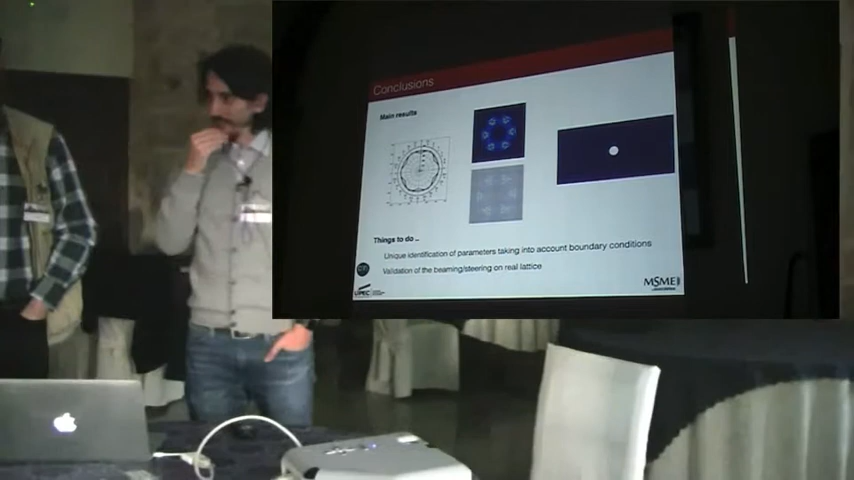 Conclusions
Main results
Things to do ..
Unique identification of parameters taking into account boundary conditions
Validation of the beaming/steering on real lattice
UPEC
MSME